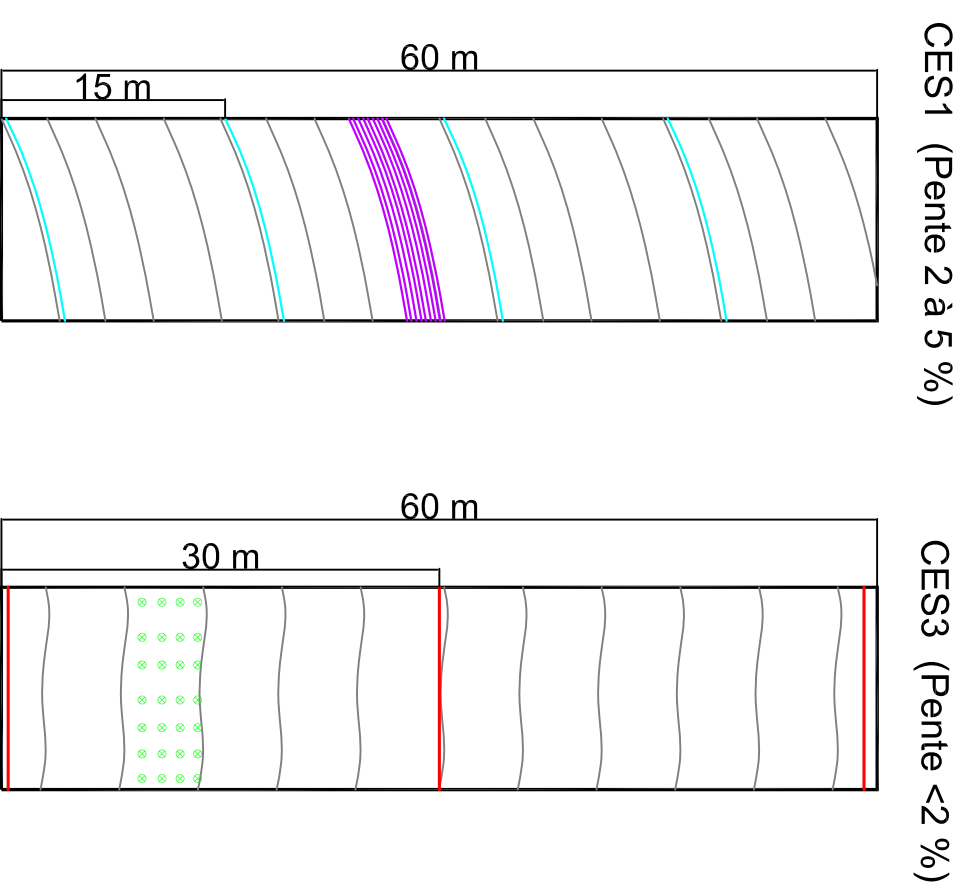 60 m
15 m
CES1 (Pente 2 à 5 %)
60 m
30 m
CES3 (Pente <2 %)